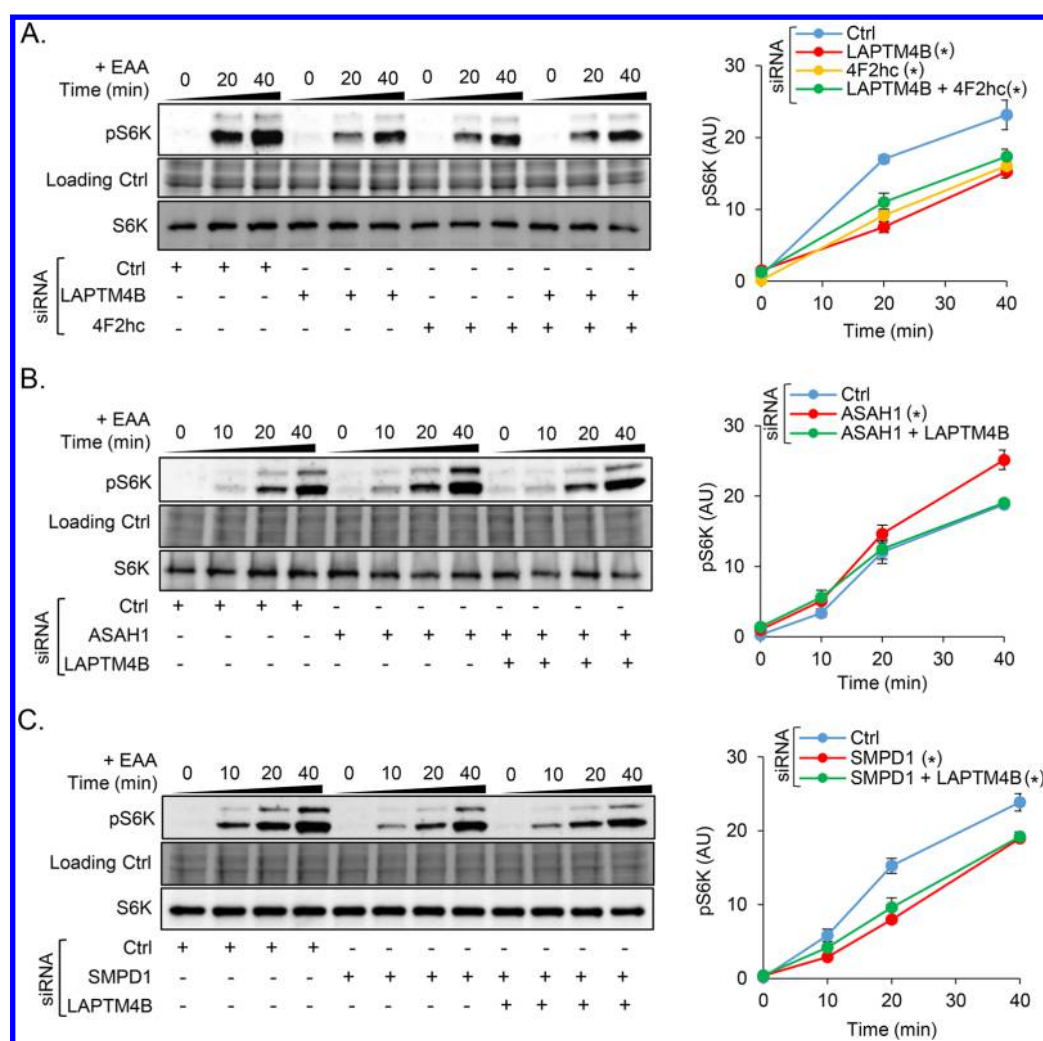 A.
+ EAA
Time (min)
0 20 40 0 20 40 0 20 40 0 20 40
pS6K
Loading Ctrl
S6K
siRNA
Ctrl + + + - - - - - - - - -
LAPTM4B - - - + + + - - - + + +
4F2hc - - - - - - + + + + + +
siRNA
Ctrl
LAPTM4B (*)
4F2hc (*)
LAPTM4B + 4F2hc(*)
pS6K (AU)
30
20
10
0
0 10 20 30 40
Time (min)
B.
+ EAA
Time (min)
0 10 20 40 0 10 20 40 0 10 20 40
pS6K
Loading Ctrl
S6K
siRNA
Ctrl + + + + - - - - - - - -
ASAH1 - - - - + + + + + + + +
LAPTM4B - - - - - - - - + + + +
siRNA
Ctrl
ASAH1 (*)
ASAH1 + LAPTM4B
pS6K (AU)
30
20
10
0
0 10 20 30 40
Time (min)
C.
+ EAA
Time (min)
0 10 20 40 0 10 20 40 0 10 20 40
pS6K
Loading Ctrl
S6K
siRNA
Ctrl + + + + - - - - - - - -
SMPD1 - - - - + + + + + + + +
LAPTM4B - - - - - - - - + + + +
siRNA
Ctrl
SMPD1 (*)
SMPD1 + LAPTM4B (*)
pS6K (AU)
30
20
10
0
0 10 20 30 40
Time (min)